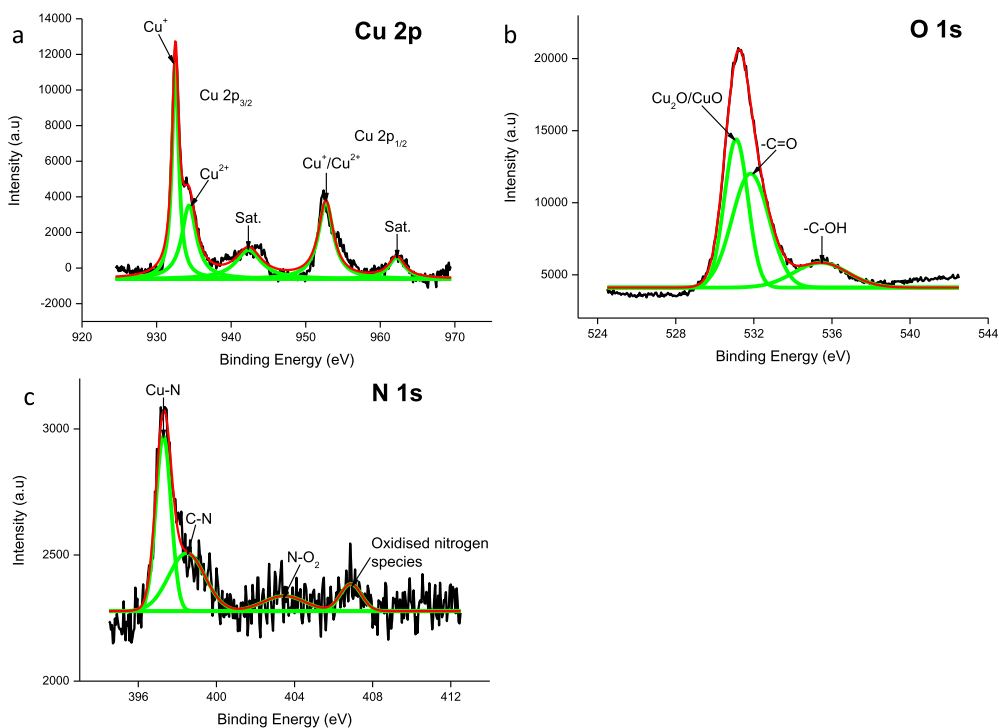 a
Cu 2p
Intensity (a.u)
14000
12000
10000
8000
6000
4000
2000
0
-2000
Cu⁺
Cu 2p₃/₂
Cu²⁺
Sat.
Cu 2p₁/₂
Cu⁺/Cu²⁺
Sat.
920 930 940 950 960 970
Binding Energy (eV)
b
O 1s
Intensity (a.u)
20000
15000
10000
5000
Cu₂O/CuO
-C=O
-C-OH
524 528 532 536 540 544
Binding Energy (eV)
c
N 1s
Intensity (a.u)
3000
2500
2000
Cu-N
C-N
N-O₂
Oxidised nitrogen
species
396 400 404 408 412
Binding Energy (eV)